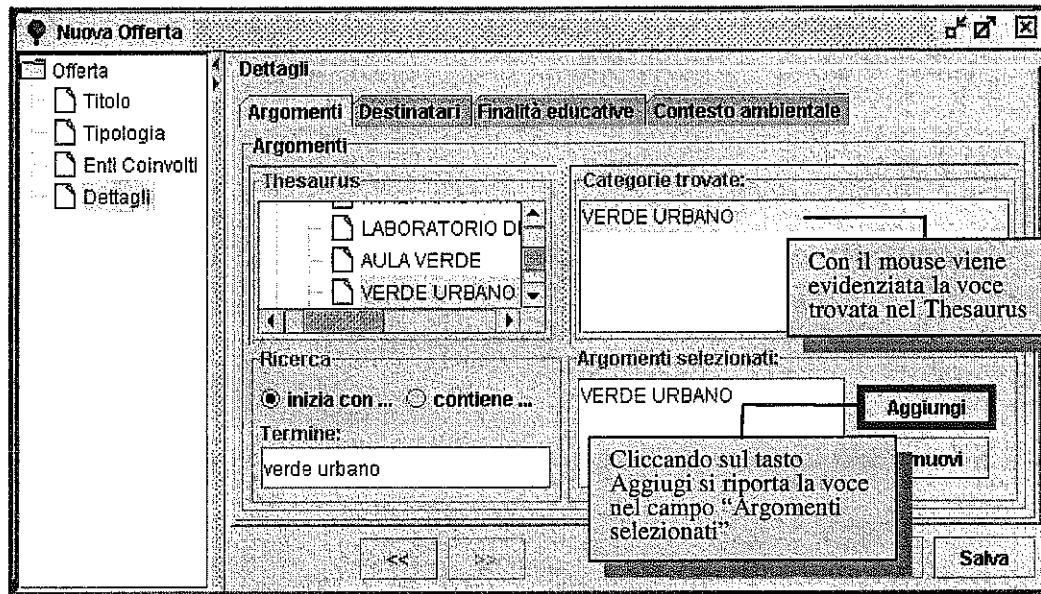 Nuova Offerta
Offerta
Titolo
Tipologia
Enti Coinvolti
Dettagli
Dettagli
Argomenti Destinatari Finalità educative Contesto ambientale
Argomenti
Thesaurus
LABORATORIO DI
AULA VERDE
VERDE URBANO
Categorie trovate:
VERDE URBANO
Con il mouse viene
evidenziata la voce
trovata nel Thesaurus
Ricerca
inizia con ... contiene ...
Termine:
verde urbano
Argomenti selezionati:
VERDE URBANO
Aggiungi
muovi
Cliccando sul tasto
Aggiugi si riporta la voce
nel campo “Argomenti
selezionati”
<< >>
Salva